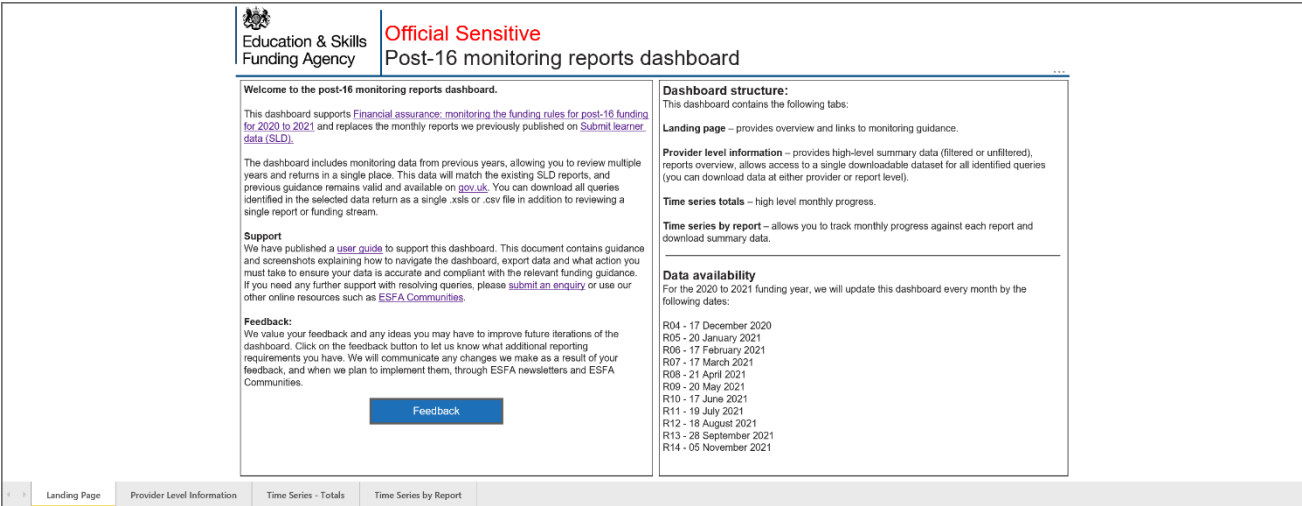 Education & Skills
Funding Agency
Official Sensitive
Post-16 monitoring reports dashboard
...
Welcome to the post-16 monitoring reports dashboard.
This dashboard supports Financial assurance: monitoring the funding rules for post-16 funding
for 2020 to 2021 and replaces the monthly reports we previously published on Submit learner
data (SLD).
The dashboard includes monitoring data from previous years, allowing you to review multiple
years and returns in a single place. This data will match the existing SLD reports, and
previous guidance remains valid and available on gov.uk. You can download all queries
identified in the selected data return as a single .xsls or .csv file in addition to reviewing a
single report or funding stream.
Support
We have published a user guide to support this dashboard. This document contains guidance
and screenshots explaining how to navigate the dashboard, export data and what action you
must take to ensure your data is accurate and compliant with the relevant funding guidance.
If you need any further support with resolving queries, please submit an enquiry or use our
other online resources such as ESFA Communities.
Feedback:
We value your feedback and any ideas you may have to improve future iterations of the
dashboard. Click on the feedback button to let us know what additional reporting
requirements you have. We will communicate any changes we make as a result of your
feedback, and when we plan to implement them, through ESFA newsletters and ESFA
Communities.
Feedback
Dashboard structure:
This dashboard contains the following tabs:
Landing page – provides overview and links to monitoring guidance.
Provider level information – provides high-level summary data (filtered or unfiltered),
reports overview, allows access to a single downloadable dataset for all identified queries
(you can download data at either provider or report level).
Time series totals – high level monthly progress.
Time series by report – allows you to track monthly progress against each report and
download summary data.
Data availability
For the 2020 to 2021 funding year, we will update this dashboard every month by the
following dates:
R04 - 17 December 2020
R05 - 20 January 2021
R06 - 17 February 2021
R07 - 17 March 2021
R08 - 21 April 2021
R09 - 20 May 2021
R10 - 17 June 2021
R11 - 19 July 2021
R12 - 18 August 2021
R13 - 28 September 2021
R14 - 05 November 2021
Landing Page
Provider Level Information
Time Series - Totals
Time Series by Report